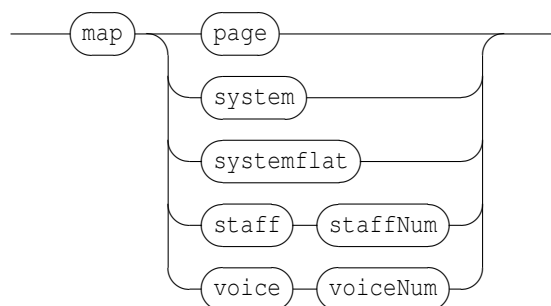 map page
system
systemflat
staff staffNum
voice voiceNum